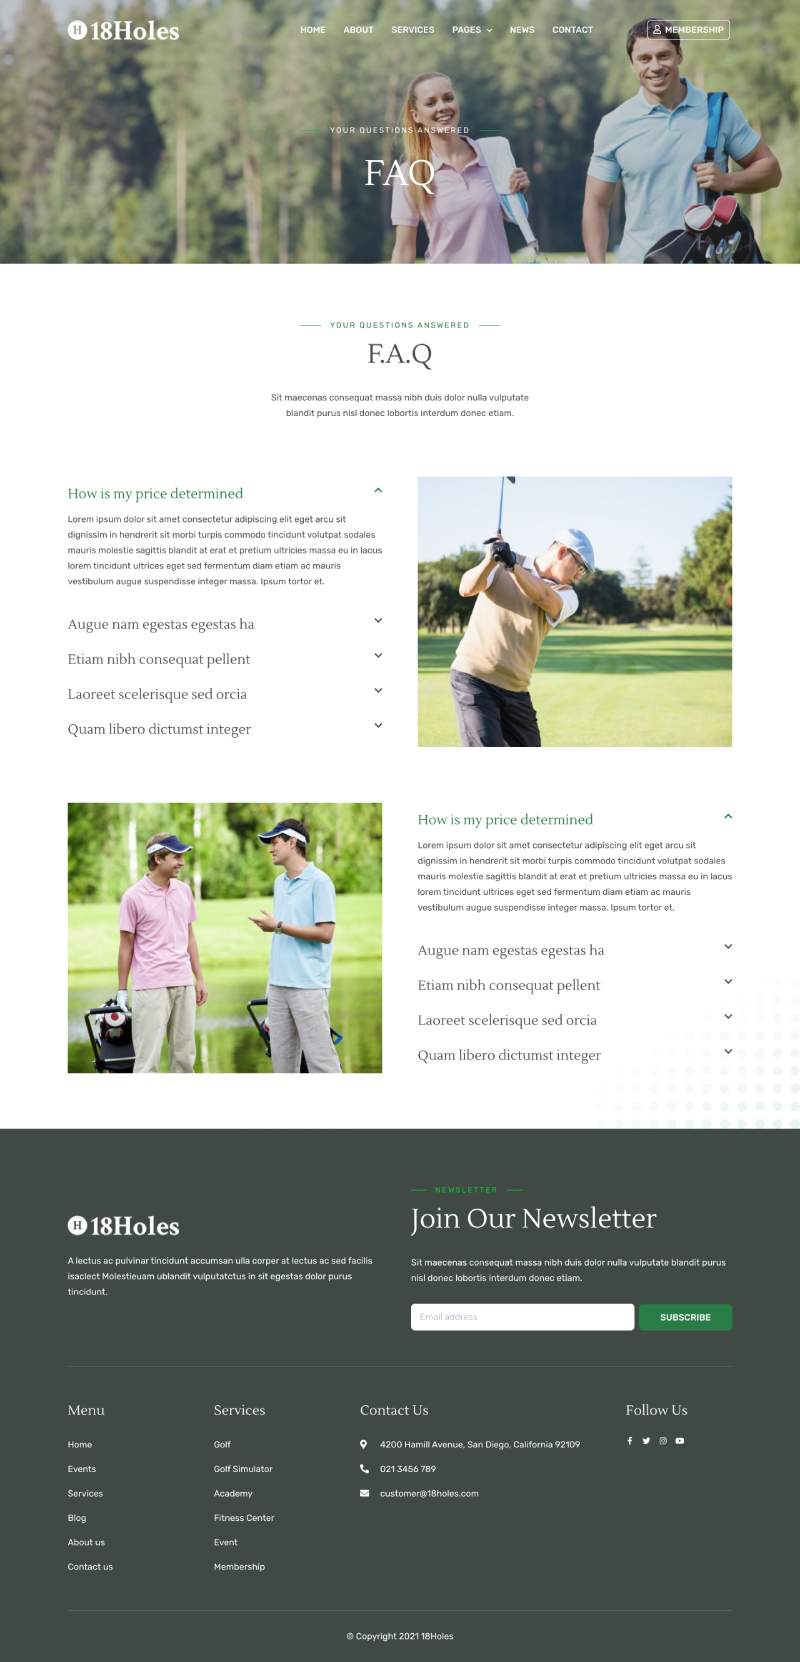 H 18Holes
HOME ABOUT SERVICES PAGES NEWS CONTACT MEMBERSHIP
YOUR QUESTIONS ANSWERED
FAQ
YOUR QUESTIONS ANSWERED
F.A.Q
Sit maecenas consequat massa nibh duis dolor nulla vulputate
blandit purus nisl donec lobortis interdum donec etiam.
How is my price determined
Lorem ipsum dolor sit amet consectetur adipiscing elit eget arcu sit
dignissim in hendrerit sit morbi turpis commodo tincidunt volutpat sodales
mauris molestie sagittis blandit at erat et pretium ultricies massa eu in lacus
lorem tincidunt ultrices eget sed fermentum diam etiam ac mauris
vestibulum augue suspendisse integer massa. Ipsum tortor et.
Augue nam egestas egestas ha
Etiam nibh consequat pellent
Laoreet scelerisque sed orcia
Quam libero dictumst integer
How is my price determined
Lorem ipsum dolor sit amet consectetur adipiscing elit eget arcu sit
dignissim in hendrerit sit morbi turpis commodo tincidunt volutpat sodales
mauris molestie sagittis blandit at erat et pretium ultricies massa eu in lacus
lorem tincidunt ultrices eget sed fermentum diam etiam ac mauris
vestibulum augue suspendisse integer massa. Ipsum tortor et.
Augue nam egestas egestas ha
Etiam nibh consequat pellent
Laoreet scelerisque sed orcia
Quam libero dictumst integer
H 18Holes
A lectus ac pulvinar tincidunt accumsan ulla corper at lectus ac sed facilis
isaclect Molestieuam ublandit vulputatctus in sit egestas dolor purus
tincidunt.
NEWSLETTER
Join Our Newsletter
Sit maecenas consequat massa nibh duis dolor nulla vulputate blandit purus
nisl donec lobortis interdum donec etiam.
Email address
SUBSCRIBE
Menu
Home
Events
Services
Blog
About us
Contact us
Services
Golf
Golf Simulator
Academy
Fitness Center
Event
Membership
Contact Us
4200 Hamill Avenue, San Diego, California 92109
021 3456 789
customer@18holes.com
Follow Us
© Copyright 2021 18Holes